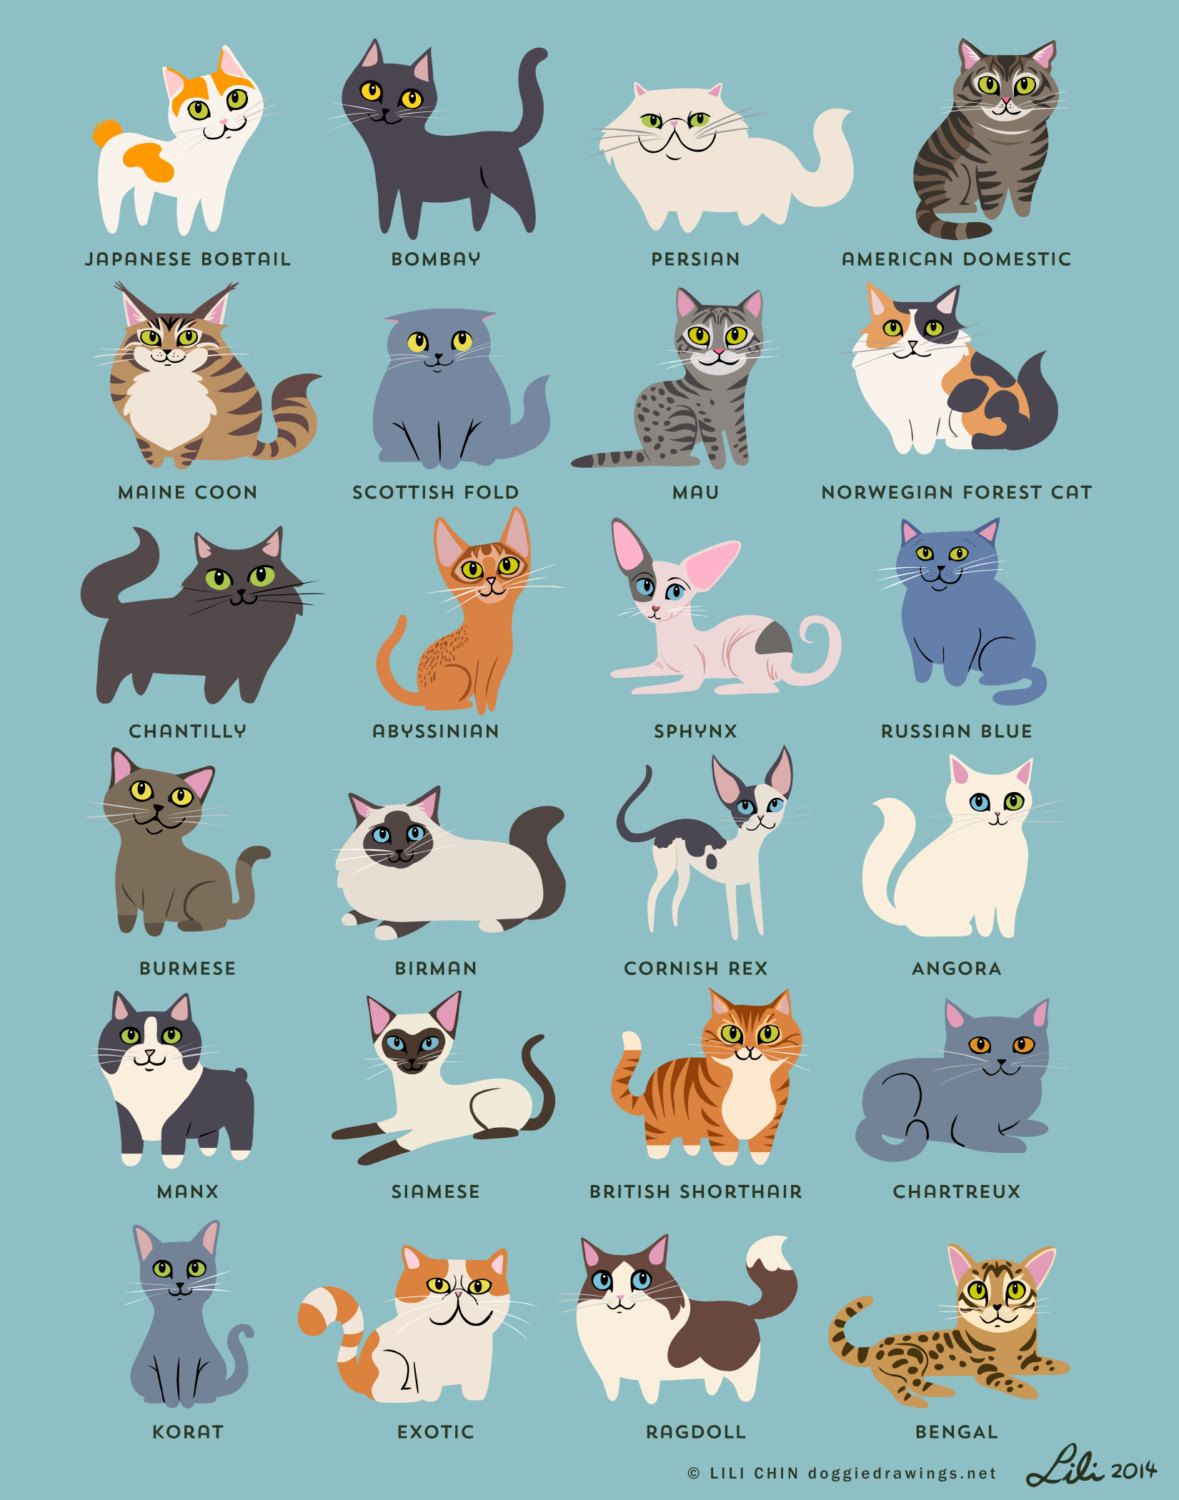 JAPANESE BOBTAIL
BOMBAY
PERSIAN
AMERICAN DOMESTIC
MAINE COON
SCOTTISH FOLD
MAU
NORWEGIAN FOREST CAT
CHANTILLY
ABYSSINIAN
SPHYNX
RUSSIAN BLUE
BURMESE
BIRMAN
CORNISH REX
ANGORA
MANX
SIAMESE
BRITISH SHORTHAIR
CHARTREUX
KORAT
EXOTIC
RAGDOLL
BENGAL
© LILI CHIN doggiedrawings.net
Lili 2014